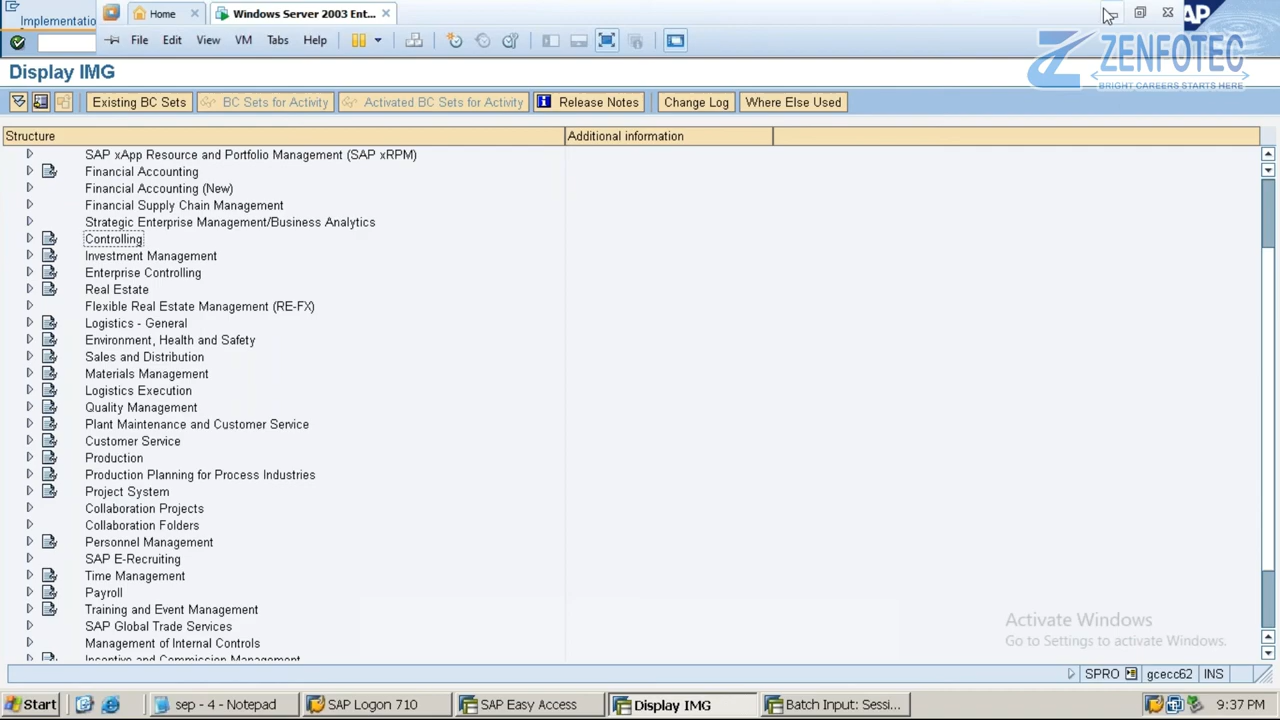 Implementatio
Home
Windows Server 2003 Ent...
File Edit View VM Tabs Help
AP
ZENFOTEC
BRIGHT CAREERS STARTS HERE
Display IMG
Existing BC Sets
BC Sets for Activity
Activated BC Sets for Activity
Release Notes
Change Log
Where Else Used
Structure
Additional information
SAP xApp Resource and Portfolio Management (SAP xRPM)
Financial Accounting
Financial Accounting (New)
Financial Supply Chain Management
Strategic Enterprise Management/Business Analytics
Controlling
Investment Management
Enterprise Controlling
Real Estate
Flexible Real Estate Management (RE-FX)
Logistics - General
Environment, Health and Safety
Sales and Distribution
Materials Management
Logistics Execution
Quality Management
Plant Maintenance and Customer Service
Customer Service
Production
Production Planning for Process Industries
Project System
Collaboration Projects
Collaboration Folders
Personnel Management
SAP E-Recruiting
Time Management
Payroll
Training and Event Management
SAP Global Trade Services
Management of Internal Controls
Incentive and Commission Management
Activate Windows
Go to Settings to activate Windows.
SPRO
gcecc62
INS
Start
sep - 4 - Notepad
SAP Logon 710
SAP Easy Access
Display IMG
Batch Input: Sessi...
9:37 PM